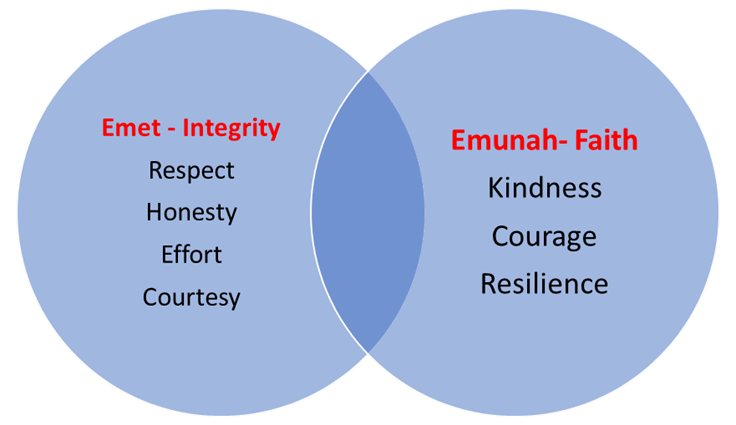 Emet - Integrity
Respect
Honesty
Effort
Courtesy
Emunah- Faith
Kindness
Courage
Resilience